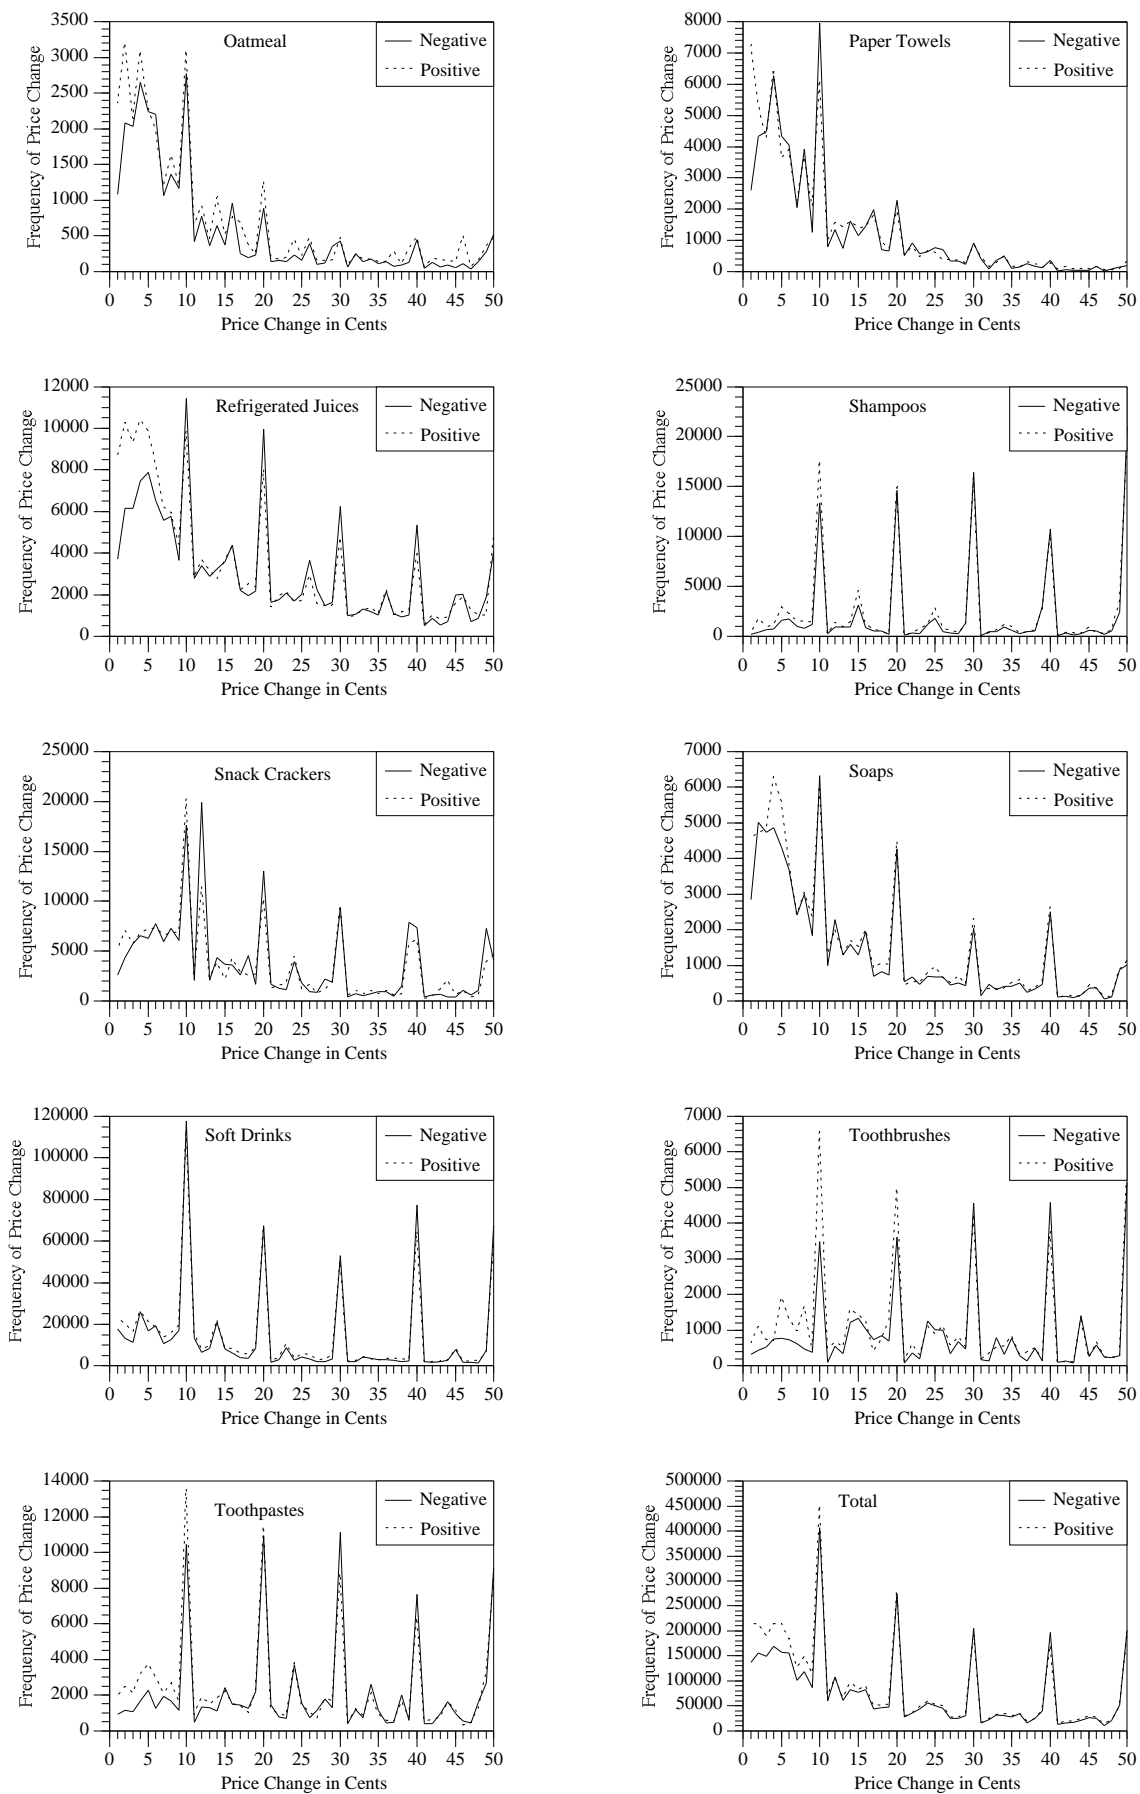 Oatmeal
Negative
Positive
Frequency of Price Change
3500
3000
2500
2000
1500
1000
500
0
0 5 10 15 20 25 30 35 40 45 50
Price Change in Cents
Paper Towels
Negative
Positive
Frequency of Price Change
8000
7000
6000
5000
4000
3000
2000
1000
0
0 5 10 15 20 25 30 35 40 45 50
Price Change in Cents
Refrigerated Juices
Negative
Positive
Frequency of Price Change
12000
10000
8000
6000
4000
2000
0
0 5 10 15 20 25 30 35 40 45 50
Price Change in Cents
Shampoos
Negative
Positive
Frequency of Price Change
25000
20000
15000
10000
5000
0
0 5 10 15 20 25 30 35 40 45 50
Price Change in Cents
Snack Crackers
Negative
Positive
Frequency of Price Change
25000
20000
15000
10000
5000
0
0 5 10 15 20 25 30 35 40 45 50
Price Change in Cents
Soaps
Negative
Positive
Frequency of Price Change
7000
6000
5000
4000
3000
2000
1000
0
0 5 10 15 20 25 30 35 40 45 50
Price Change in Cents
Soft Drinks
Negative
Positive
Frequency of Price Change
120000
100000
80000
60000
40000
20000
0
0 5 10 15 20 25 30 35 40 45 50
Price Change in Cents
Toothbrushes
Negative
Positive
Frequency of Price Change
7000
6000
5000
4000
3000
2000
1000
0
0 5 10 15 20 25 30 35 40 45 50
Price Change in Cents
Toothpastes
Negative
Positive
Frequency of Price Change
14000
12000
10000
8000
6000
4000
2000
0
0 5 10 15 20 25 30 35 40 45 50
Price Change in Cents
Total
Negative
Positive
Frequency of Price Change
500000
450000
400000
350000
300000
250000
200000
150000
100000
50000
0
0 5 10 15 20 25 30 35 40 45 50
Price Change in Cents